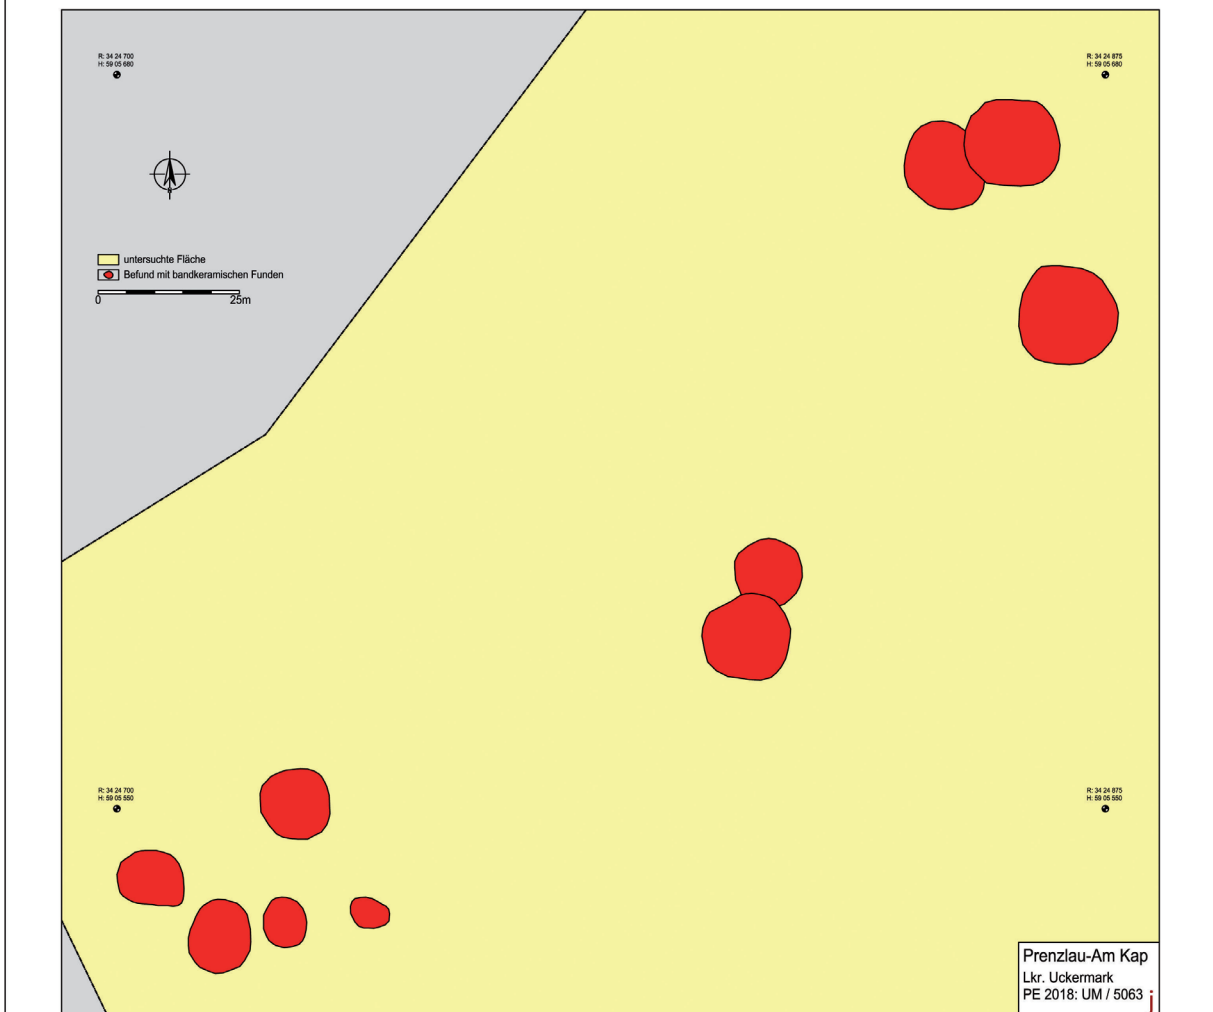 R: 34 24 700
H: 59 05 680
R: 34 24 875
H: 59 05 680
untersuchte Fläche
Befund mit bandkeramischen Funden
0 25m
R: 34 24 700
H: 59 05 550
R: 34 24 875
H: 59 05 550
Prenzlau-Am Kap
Lkr. Uckermark
PE 2018: UM / 5063